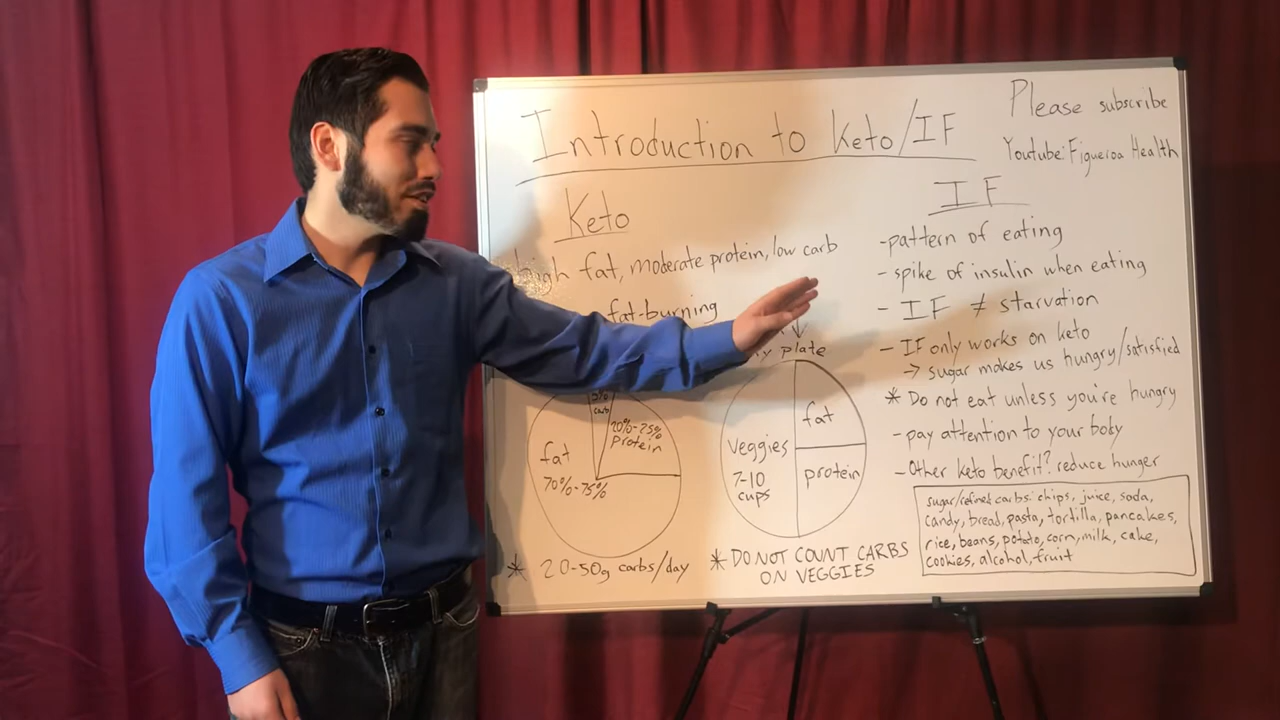 Introduction to Keto/IF
Please subscribe
Youtube: Figueroa Health
Keto
high fat, moderate protein, low carb
fat-burning
5%
carb
20%-25%
protein
fat
70%-75%
* 20-50g carbs/day
plate
veggies
7-10
cups
fat
protein
* DO NOT COUNT CARBS
ON VEGGIES
IF
-pattern of eating
- spike of insulin when eating
- IF ≠ starvation
- IF only works on keto
→ sugar makes us hungry/satisfied
* Do not eat unless you're hungry
-pay attention to your body
-Other keto benefit? reduce hunger
sugar/refined carbs: chips, juice, soda,
candy, bread, pasta, tortilla, pancakes,
rice, beans, potato, corn, milk, cake,
cookies, alcohol, fruit